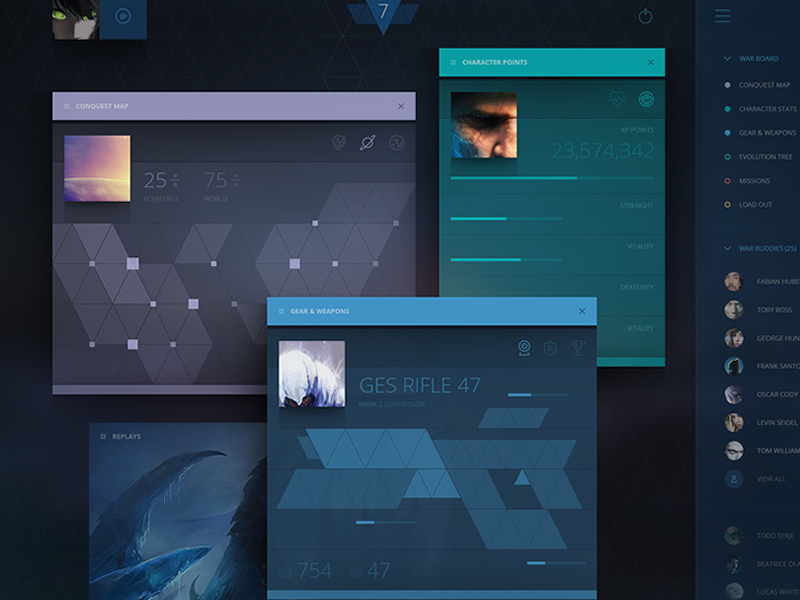 7
CONQUEST MAP
25
75
ECHELON 5
WORLD
CHARACTER POINTS
XP POINTS
23,574,342
STRENGHT
VITALITY
DEXTERITY
VITALITY
GEAR & WEAPONS
GES RIFLE 47
MARK 2 SUPPRESSOR
754
47
REPLAYS
WAR BOARD
CONQUEST MAP
CHARACTER STATS
GEAR & WEAPONS
EVOLUTION TREE
MISSIONS
LOAD OUT
WAR BUDDIES (25)
FABIAN HUBE
TOBY ROSS
GEORGE HUN
FRANK SANTO
OSCAR CODY
LEVIN SEIDEL
TOM WILLIAM
VIEW ALL
TODD TERJE
BEATRICE OLA
LUCAS WHITE